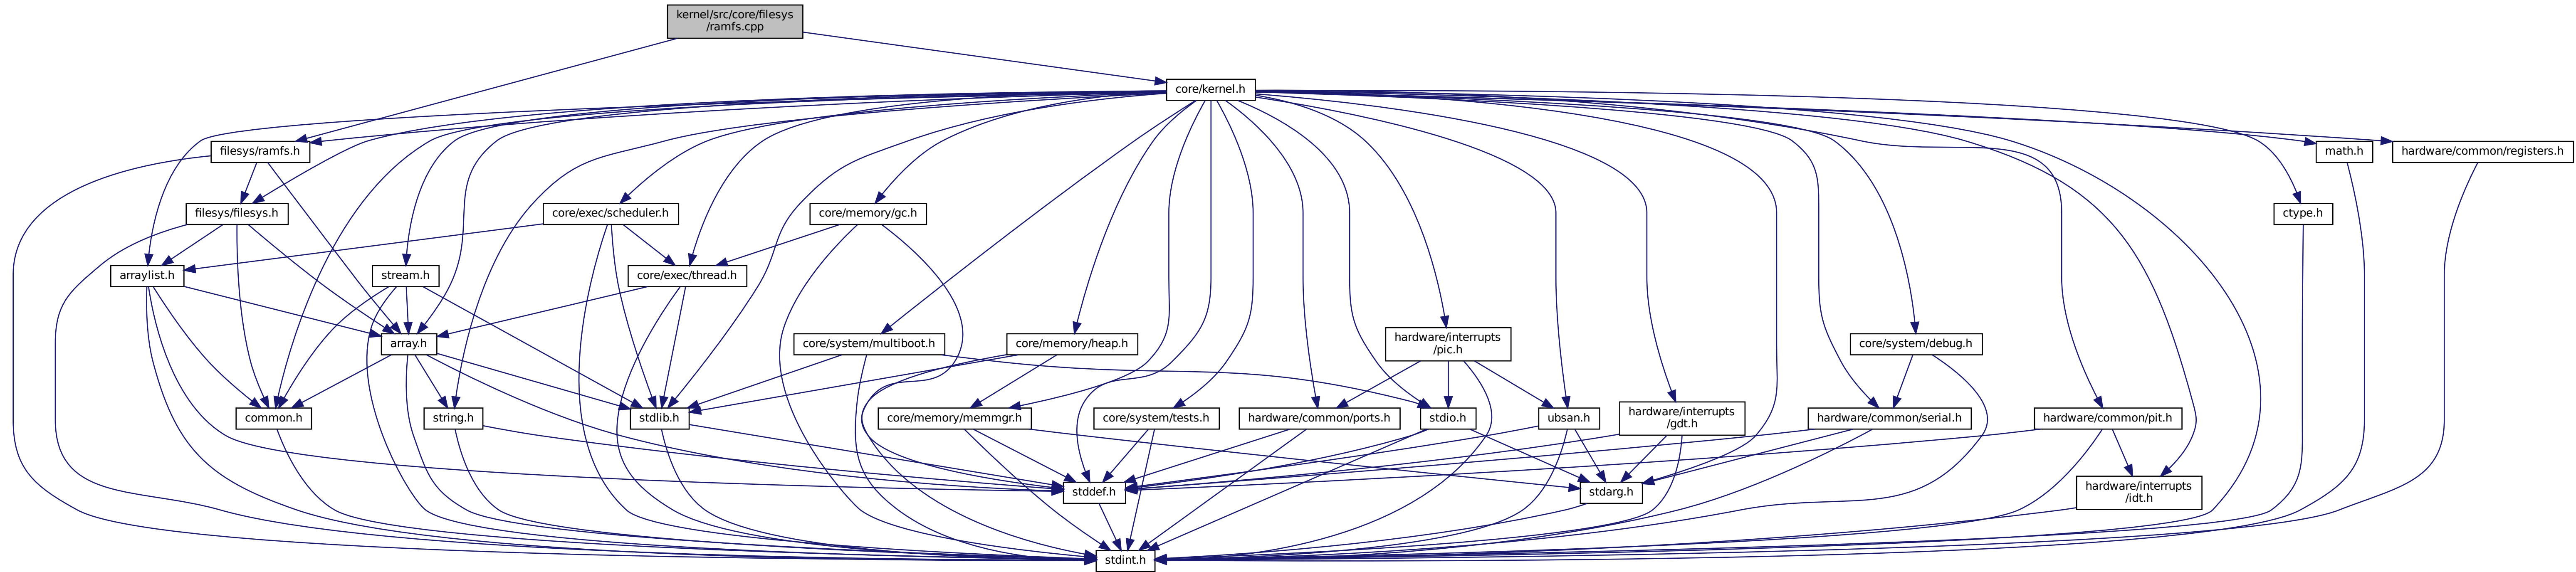 kernel/src/core/filesys
/ramfs.cpp
core/kernel.h
filesys/ramfs.h
math.h
hardware/common/registers.h
filesys/filesys.h
core/exec/scheduler.h
core/memory/gc.h
ctype.h
arraylist.h
stream.h
core/exec/thread.h
array.h
core/system/multiboot.h
core/memory/heap.h
hardware/interrupts
/pic.h
core/system/debug.h
common.h
string.h
stdlib.h
core/memory/memmgr.h
core/system/tests.h
hardware/common/ports.h
stdio.h
ubsan.h
hardware/interrupts
/gdt.h
hardware/common/serial.h
hardware/common/pit.h
stddef.h
stdarg.h
hardware/interrupts
/idt.h
stdint.h